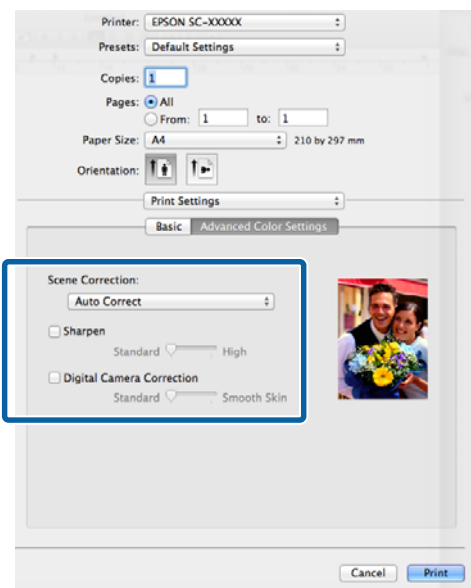 Printer: EPSON SC-XXXXX
Presets: Default Settings
Copies: 1
Pages: All
From: 1 to: 1
Paper Size: A4 210 by 297 mm
Orientation:
Print Settings
Basic Advanced Color Settings
Scene Correction:
Auto Correct
Sharpen
Standard High
Digital Camera Correction
Standard Smooth Skin
Cancel Print